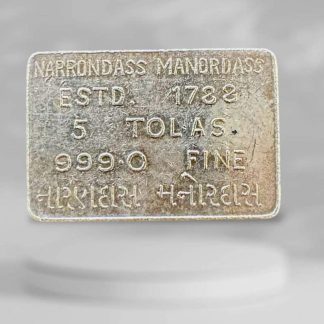 NARRONDASS MANORDASS
ESTD. 1788
5 TOLAS.
999.0 FINE
નારણદાસ મનોરદાસ